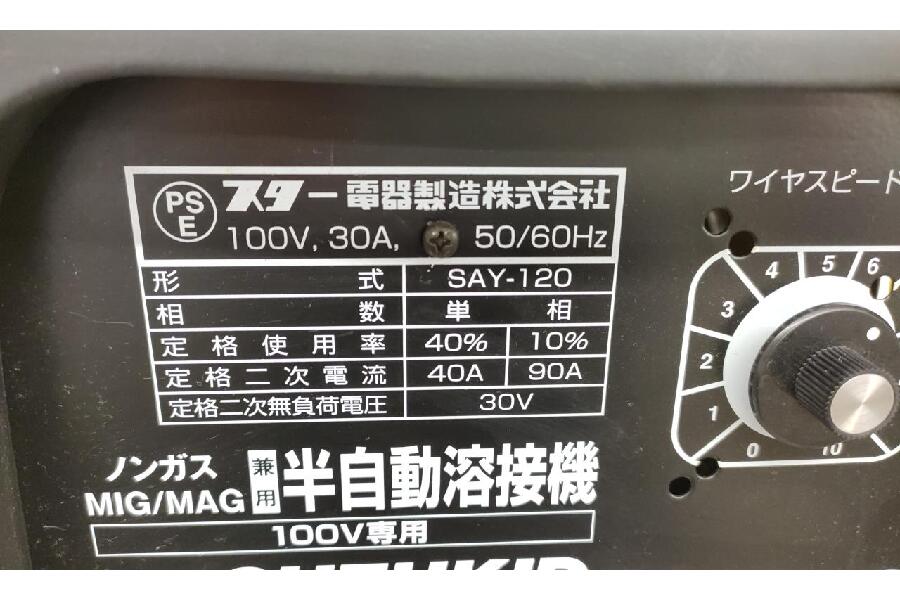 PS
E
スター電器製造株式会社
100V, 30A, 50/60Hz
形式 SAY-120
相数 単相
定格使用率 40% 10%
定格二次電流 40A 90A
定格二次無負荷電圧 30V
ノンガス
MIG/MAG
兼用
半自動溶接機
100V専用
ワイヤスピード
0 1 2 3 4 5 6 10